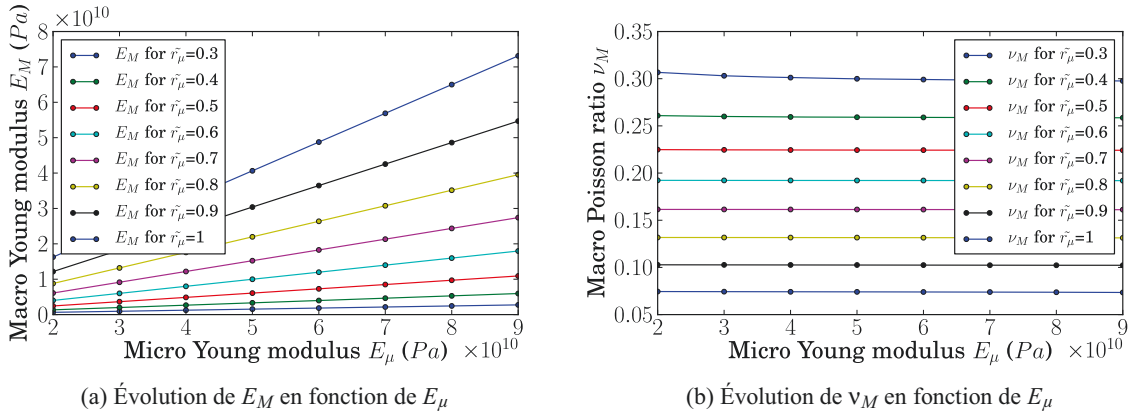 ×10^10
8
7
6
5
4
3
2
1
0
Macro Young modulus E_M (Pa)
E_M for r̃_μ=0.3
E_M for r̃_μ=0.4
E_M for r̃_μ=0.5
E_M for r̃_μ=0.6
E_M for r̃_μ=0.7
E_M for r̃_μ=0.8
E_M for r̃_μ=0.9
E_M for r̃_μ=1
2 3 4 5 6 7 8 9
Micro Young modulus E_μ (Pa) ×10^10
(a) Évolution de E_M en fonction de E_μ
0.35
0.30
0.25
0.20
0.15
0.10
0.05
Macro Poisson ratio ν_M
ν_M for r̃_μ=0.3
ν_M for r̃_μ=0.4
ν_M for r̃_μ=0.5
ν_M for r̃_μ=0.6
ν_M for r̃_μ=0.7
ν_M for r̃_μ=0.8
ν_M for r̃_μ=0.9
ν_M for r̃_μ=1
2 3 4 5 6 7 8 9
Micro Young modulus E_μ (Pa) ×10^10
(b) Évolution de ν_M en fonction de E_μ